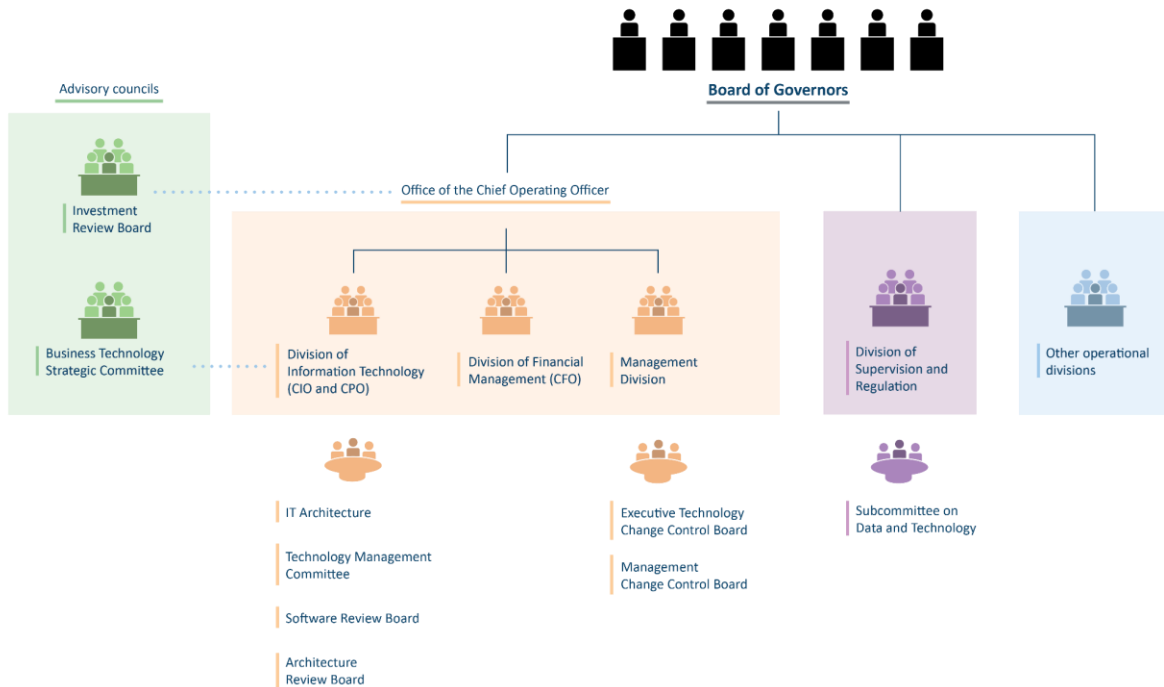 Board of Governors
Advisory councils
Investment
Review Board
Office of the Chief Operating Officer
Business Technology
Strategic Committee
Division of
Information Technology
(CIO and CPO)
Division of Financial
Management (CFO)
Management
Division
Division of
Supervision and
Regulation
Other operational
divisions
IT Architecture
Technology Management
Committee
Software Review Board
Architecture
Review Board
Executive Technology
Change Control Board
Management
Change Control Board
Subcommittee on
Data and Technology